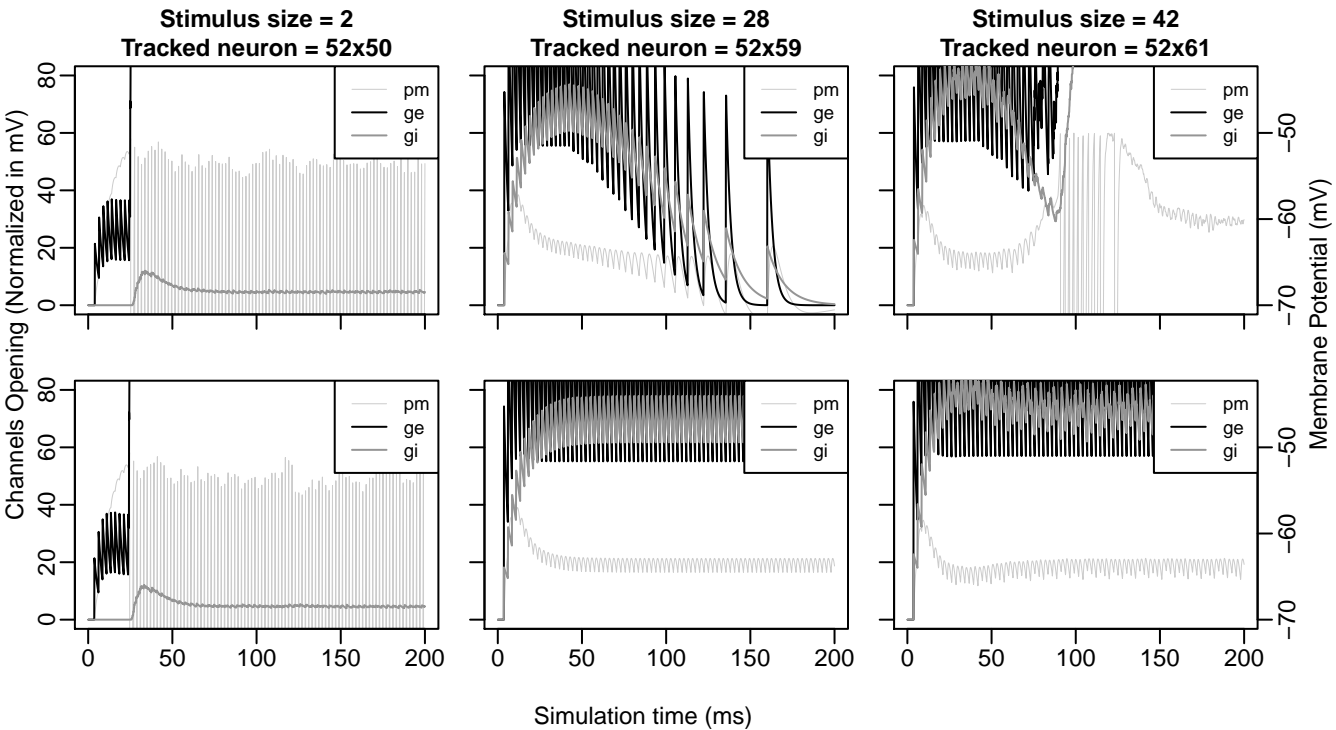 Stimulus size = 2
Tracked neuron = 52x50
Stimulus size = 28
Tracked neuron = 52x59
Stimulus size = 42
Tracked neuron = 52x61
Channels Opening (Normalized in mV)
Membrane Potential (mV)
0 20 40 60 80
pm
ge
gi
pm
ge
gi
pm
ge
gi
−70 −60 −50
0 20 40 60 80
pm
ge
gi
pm
ge
gi
pm
ge
gi
−70 −60 −50
0 50 100 150 200
0 50 100 150 200
0 50 100 150 200
Simulation time (ms)